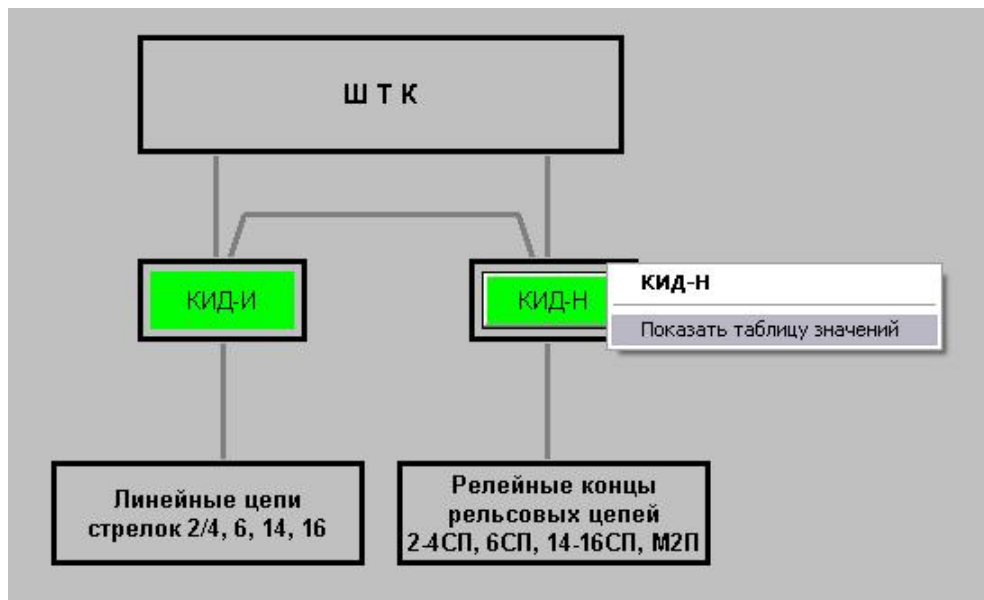 Ш Т К
КИД-И
КИД-Н
КИД-Н
Показать таблицу значений
Линейные цепи
стрелок 2/4, 6, 14, 16
Релейные концы
рельсовых цепей
2-4СП, 6СП, 14-16СП, М2П